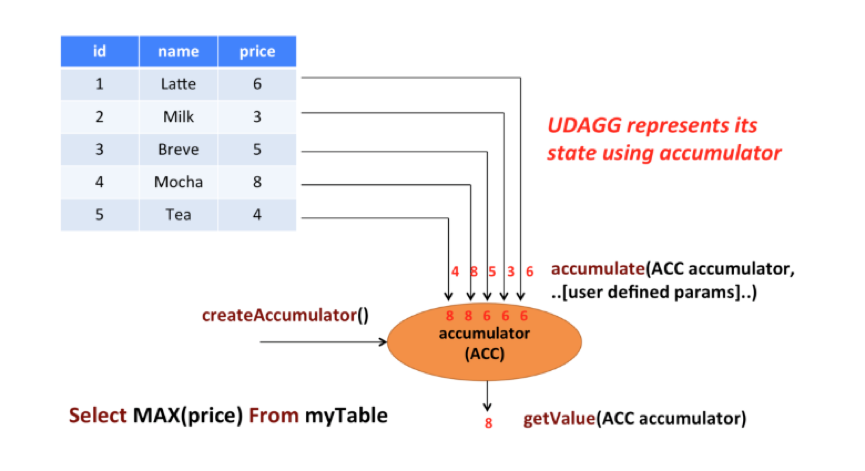 id name price
1 Latte 6
2 Milk 3
3 Breve 5
4 Mocha 8
5 Tea 4
UDAGG represents its
state using accumulator
4 8 5 3 6
accumulate(ACC accumulator,
..[user defined params]..)
createAccumulator()
8 8 6 6 6
accumulator
(ACC)
Select MAX(price) From myTable
8
getValue(ACC accumulator)